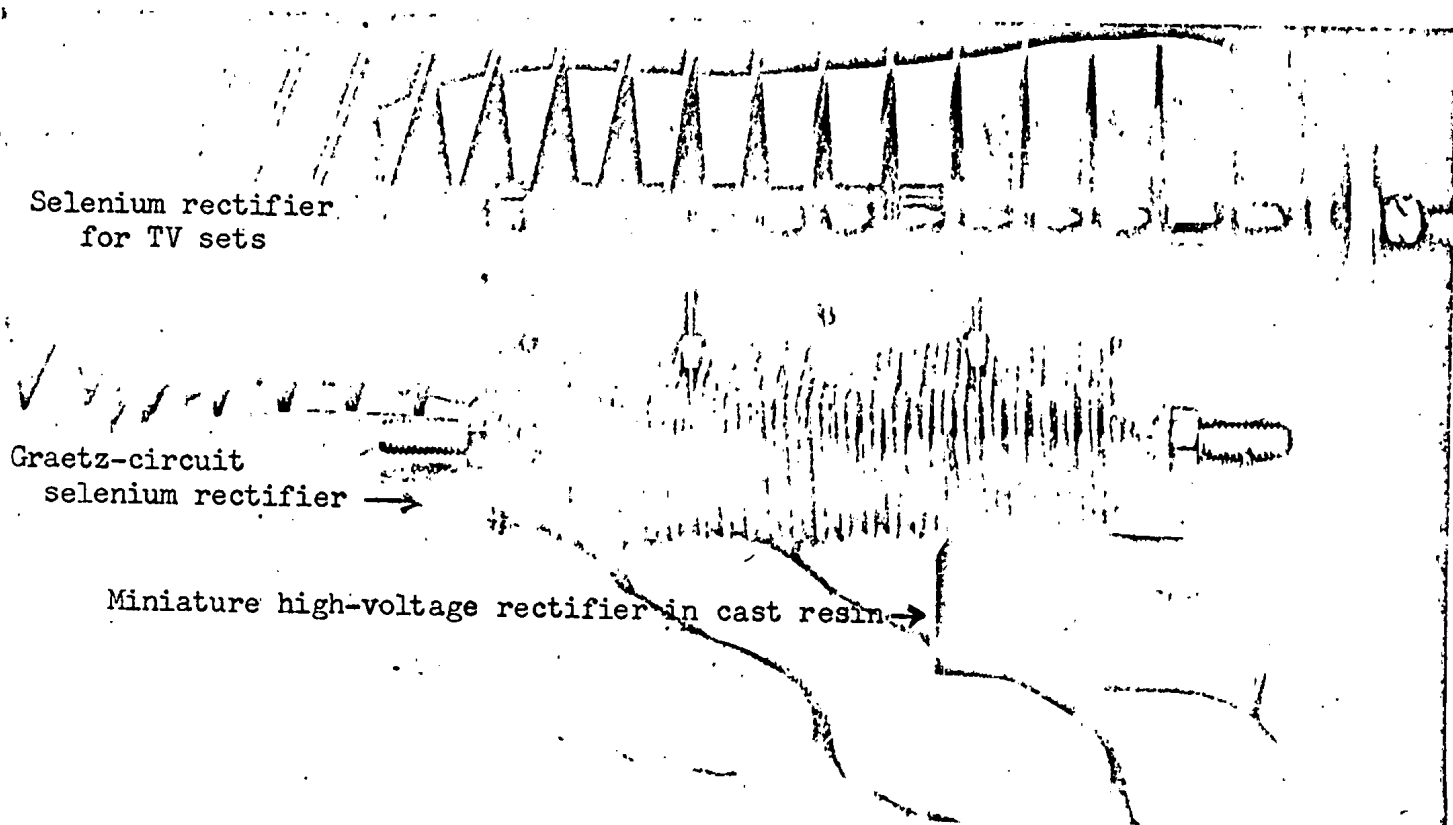 Selenium rectifier
for TV sets
Graetz-circuit
selenium rectifier
Miniature high-voltage rectifier in cast resin